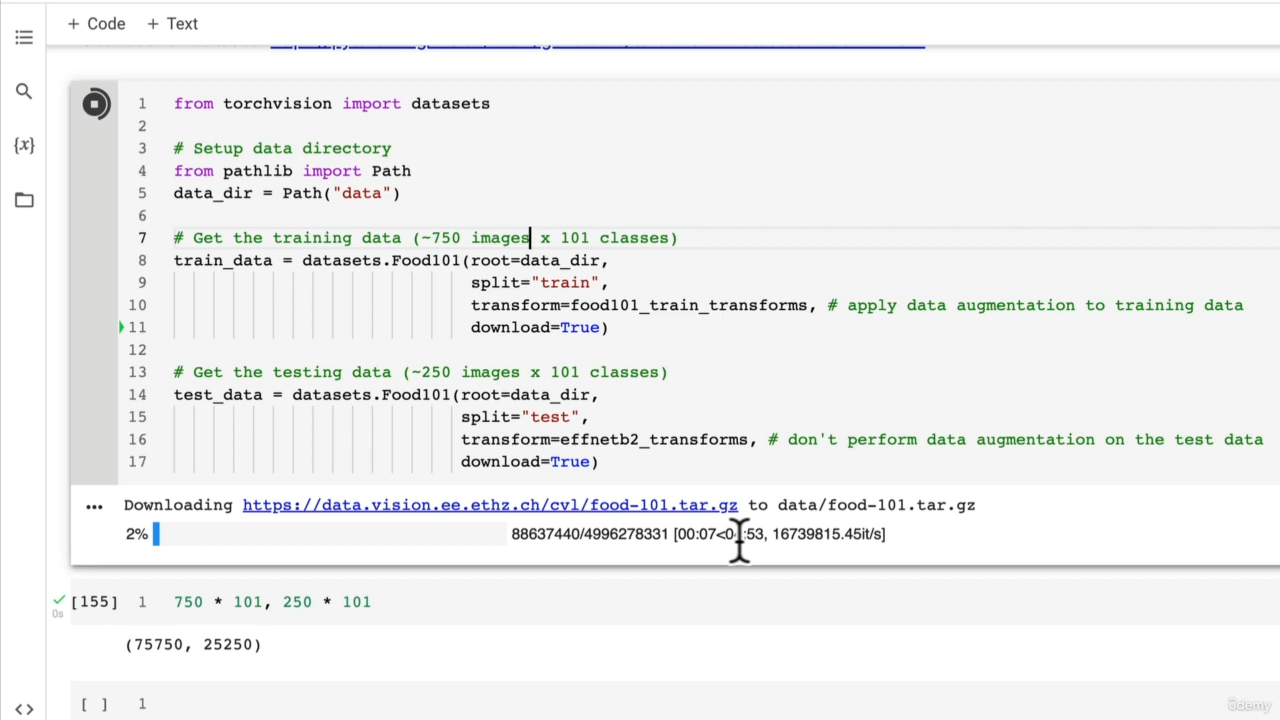 + Code + Text
1 from torchvision import datasets
2
3 # Setup data directory
4 from pathlib import Path
5 data_dir = Path("data")
6
7 # Get the training data (~750 images x 101 classes)
8 train_data = datasets.Food101(root=data_dir,
9 split="train",
10 transform=food101_train_transforms, # apply data augmentation to training data
11 download=True)
12
13 # Get the testing data (~250 images x 101 classes)
14 test_data = datasets.Food101(root=data_dir,
15 split="test",
16 transform=effnetb2_transforms, # don't perform data augmentation on the test data
17 download=True)
... Downloading https://data.vision.ee.ethz.ch/cvl/food-101.tar.gz to data/food-101.tar.gz
2% 88637440/4996278331 [00:07<0 :53, 16739815.45it/s]
[155] 1 750 * 101, 250 * 101
0s
(75750, 25250)
[ ] 1
ûdemy